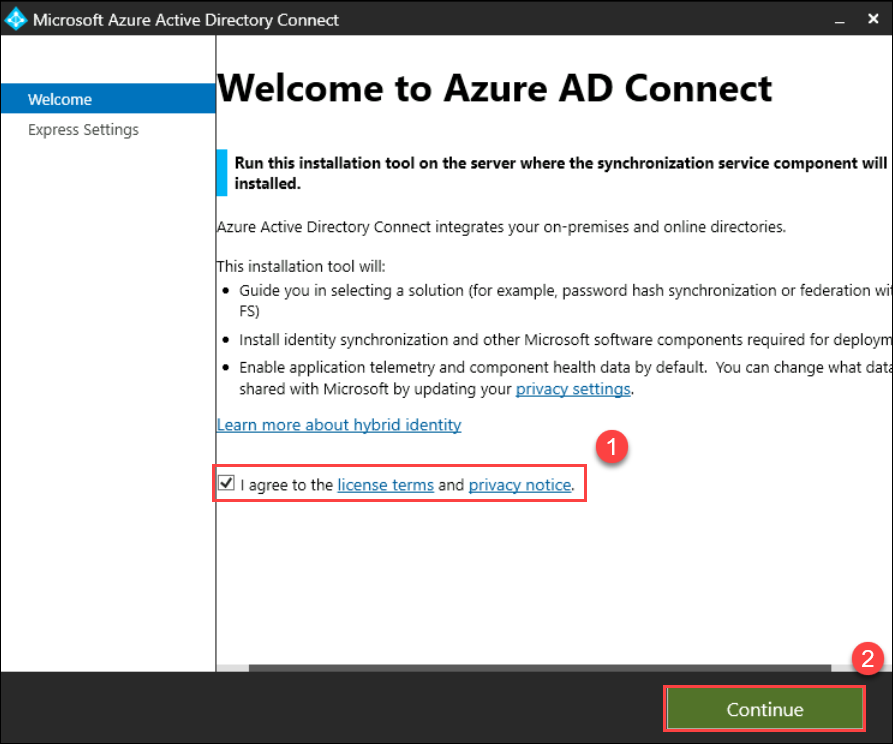 Microsoft Azure Active Directory Connect
Welcome
Express Settings
Welcome to Azure AD Connect
Run this installation tool on the server where the synchronization service component will
installed.
Azure Active Directory Connect integrates your on-premises and online directories.
This installation tool will:
• Guide you in selecting a solution (for example, password hash synchronization or federation wi
FS)
• Install identity synchronization and other Microsoft software components required for deploym
• Enable application telemetry and component health data by default. You can change what data
shared with Microsoft by updating your privacy settings.
Learn more about hybrid identity
1
I agree to the license terms and privacy notice.
2
Continue